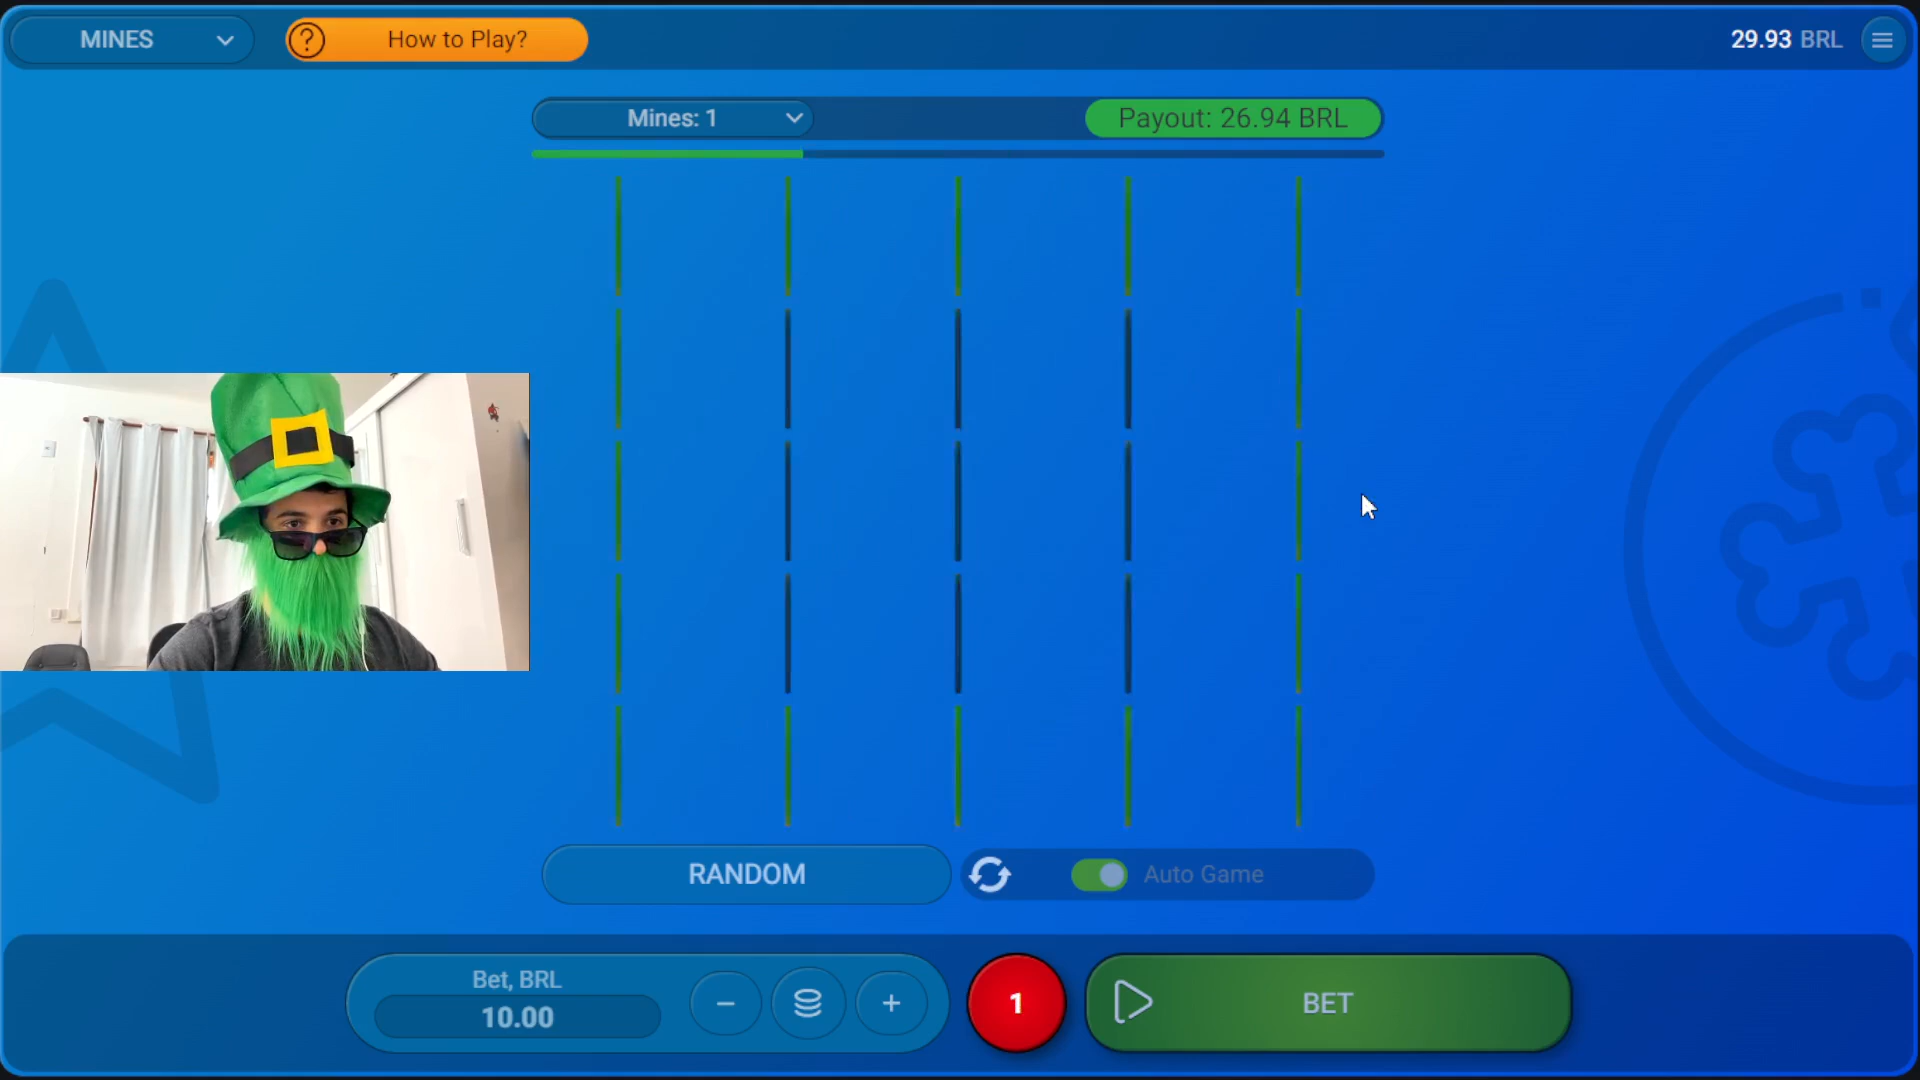 MINES
? How to Play?
29.93 BRL
Mines: 1
Payout: 26.94 BRL
RANDOM
Auto Game
Bet, BRL
10.00
1
BET